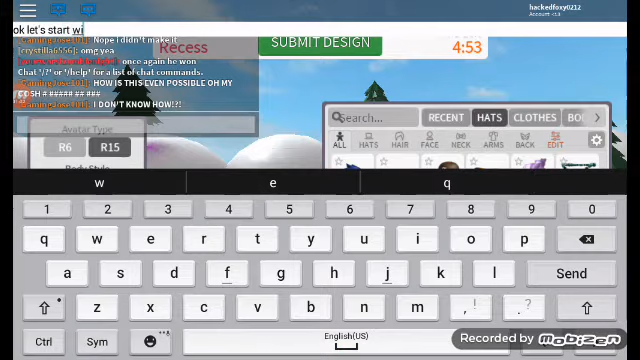 hackedfoxy0212
Account: <13
ok let's start wi
[GamingJose101]: Nope I didn't make it
[crystilla6556]: omg yea
once again he won
Chat '/?' or '/help' for a list of chat commands.
[GamingJose101]: HOW IS THIS EVEN POSSIBLE OH MY
GOSH # ##### ## ###
[GamingJose101]: I DON'T KNOW HOW!?!
Recess
SUBMIT DESIGN
4:53
Avatar Type
R6 R15
Body Style
Search... RECENT HATS CLOTHES
ALL HATS HAIR FACE NECK ARMS BACK EDIT
w e q
1 2 3 4 5 6 7 8 9 0
q w e r t y u i o p
a s d f g h j k l Send
z x c v b n m , ! . ?
Ctrl Sym English(US)
Recorded by Mobizen